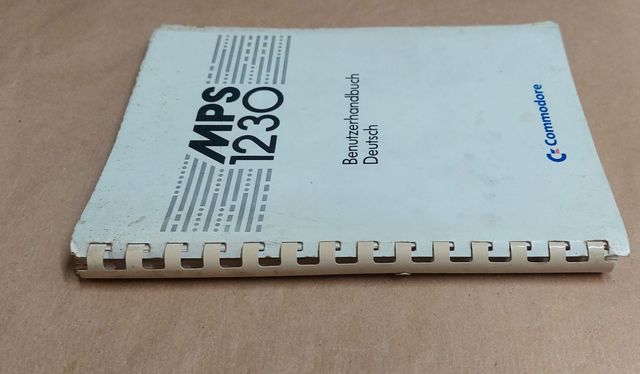 MPS
1230
Benutzerhandbuch
Deutsch
Commodore